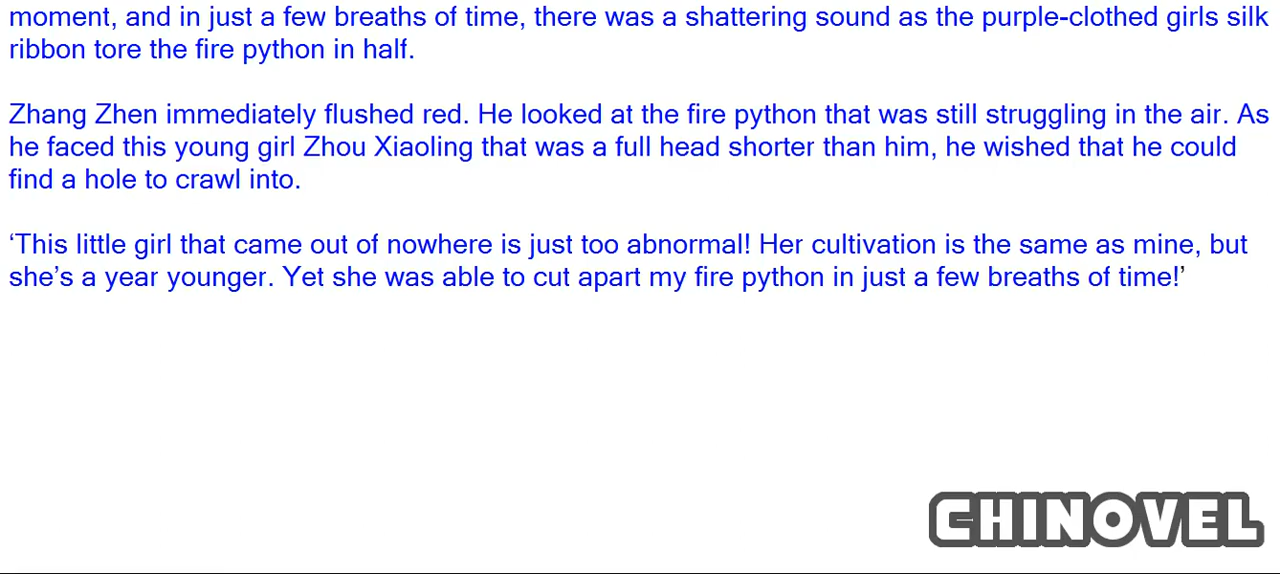 moment, and in just a few breaths of time, there was a shattering sound as the purple-clothed girls silk
ribbon tore the fire python in half.
Zhang Zhen immediately flushed red. He looked at the fire python that was still struggling in the air. As
he faced this young girl Zhou Xiaoling that was a full head shorter than him, he wished that he could
find a hole to crawl into.
‘This little girl that came out of nowhere is just too abnormal! Her cultivation is the same as mine, but
she’s a year younger. Yet she was able to cut apart my fire python in just a few breaths of time!’
CHINOVEL